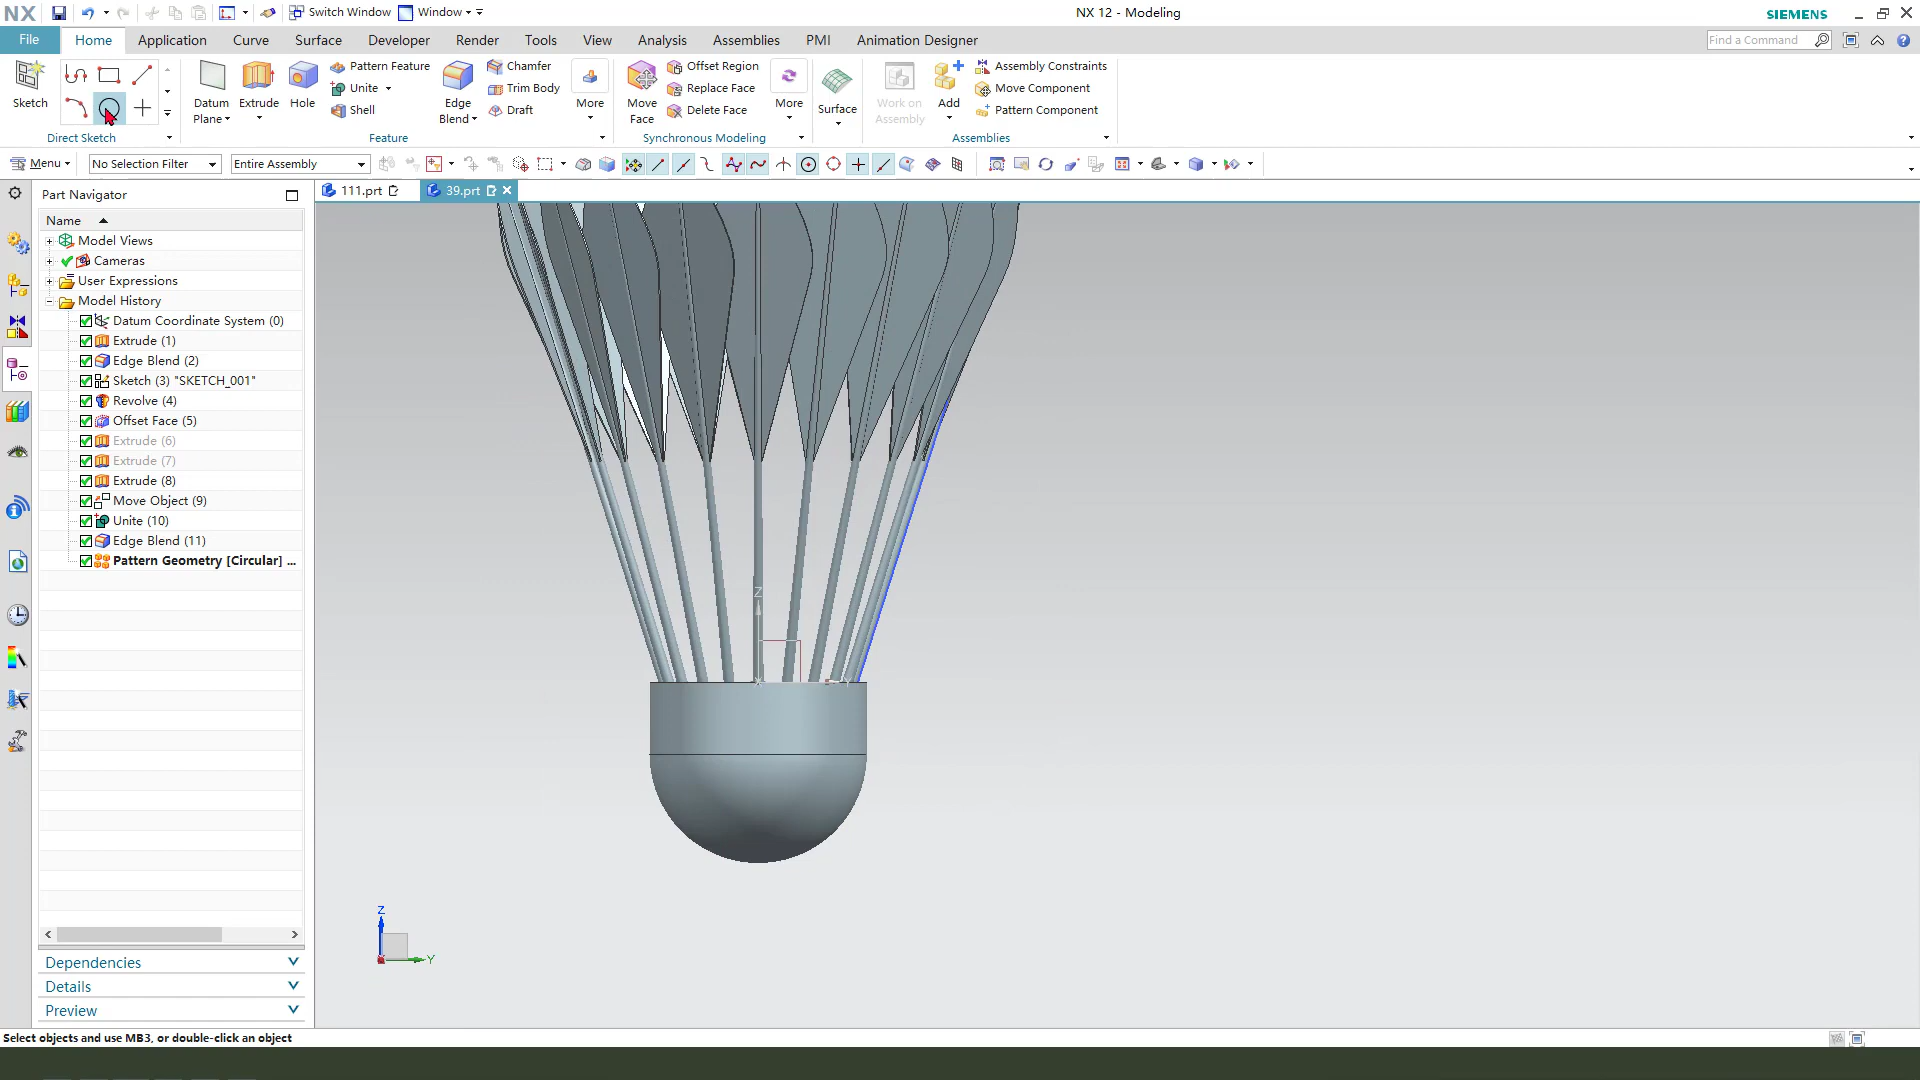 NX
Switch Window
Window
NX 12 - Modeling
SIEMENS
File
Home
Application
Curve
Surface
Developer
Render
Tools
View
Analysis
Assemblies
PMI
Animation Designer
Find a Command
Sketch
Direct Sketch
Datum
Plane
Extrude
Hole
Pattern Feature
Unite
Shell
Edge
Blend
Chamfer
Trim Body
Draft
More
Feature
Move
Face
Offset Region
Replace Face
Delete Face
More
Synchronous Modeling
Surface
Work on
Assembly
Add
Assembly Constraints
Move Component
Pattern Component
Assemblies
Menu
No Selection Filter
Entire Assembly
Part Navigator
111.prt
39.prt
Name
Model Views
Cameras
User Expressions
Model History
Datum Coordinate System (0)
Extrude (1)
Edge Blend (2)
Sketch (3) "SKETCH_001"
Revolve (4)
Offset Face (5)
Extrude (6)
Extrude (7)
Extrude (8)
Move Object (9)
Unite (10)
Edge Blend (11)
Pattern Geometry [Circular] ...
Z
Y
Z
Y
Dependencies
Details
Preview
Select objects and use MB3, or double-click an object